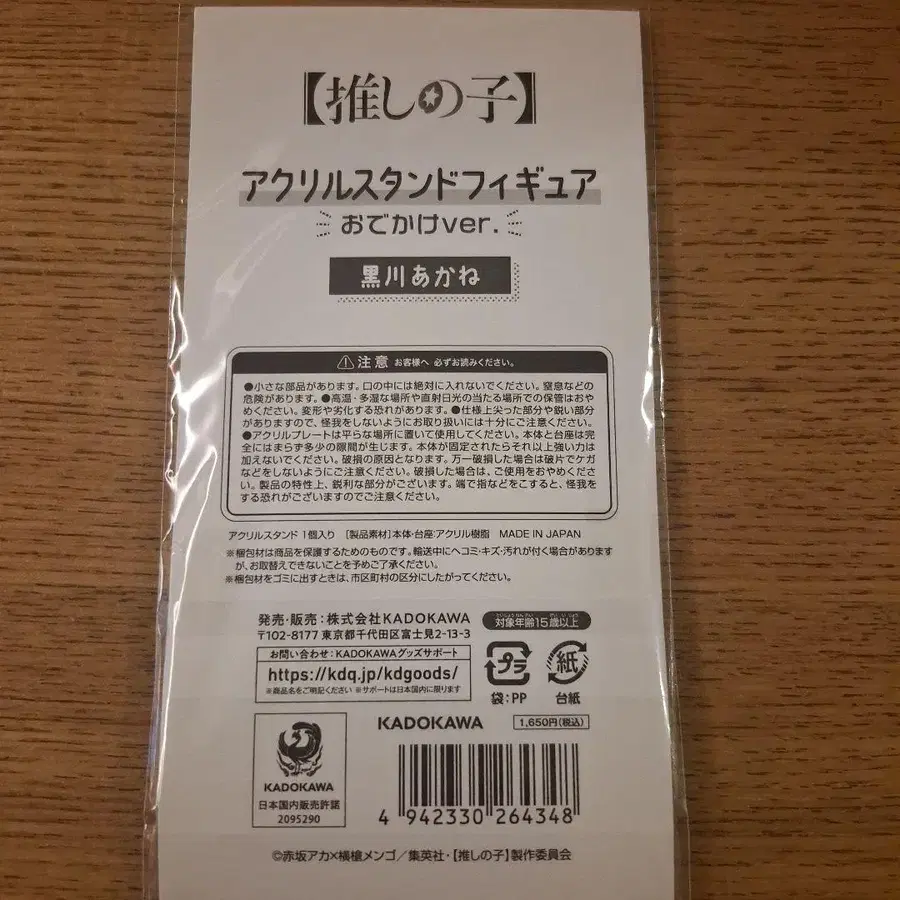 【推しの子】
アクリルスタンドフィギュア
おでかけver.
黒川あかね
注意 お客様へ 必ずお読みください。
●小さな部品があります。口の中には絶対に入れないでください。窒息などの
危険があります。●高温・多湿な場所や直射日光の当たる場所での保管はおや
めください。変形や劣化する恐れがあります。●仕様上尖った部分や鋭い部分
がありますので、怪我をしないようにお取り扱いには十分にご注意ください。
●アクリルプレートは平らな場所に置いて使用してください。本体と台座は完
全にはまらず多少の隙間が生じます。本体が固定されたらそれ以上強い力は
加えないでください。破損の原因となります。万一破損した場合は破片でケガ
などをしないようにご注意ください。破損した場合は、ご使用をおやめくださ
い。製品の特性上、鋭利な部分がございます。端で指などをこすると、怪我を
する恐れがございますのでご注意ください。
アクリルスタンド 1個入り [製品素材]本体・台座:アクリル樹脂 MADE IN JAPAN
※梱包材は商品を保護するためのものです。輸送中にヘコミ・キズ・汚れが付く場合があります
が、お取替えできないことを予めご了承ください。
※梱包材をゴミに出すときは、市区町村の区分にしたがってください。
発売・販売:株式会社KADOKAWA
〒102-8177 東京都千代田区富士見2-13-3
お問い合わせ:KADOKAWAグッズサポート
https://kdq.jp/kdgoods/
※商品名をご明記ください ※サポートは日本国内に限ります
たいしょうねんれい さい いじょう
対象年齢15歳以上
プラ
紙
袋:PP
台紙
KADOKAWA
1,650円(税込)
KADOKAWA
日本国内販売許諾
2095290
4 942330 264348
©赤坂アカ×横槍メンゴ/集英社・【推しの子】製作委員会